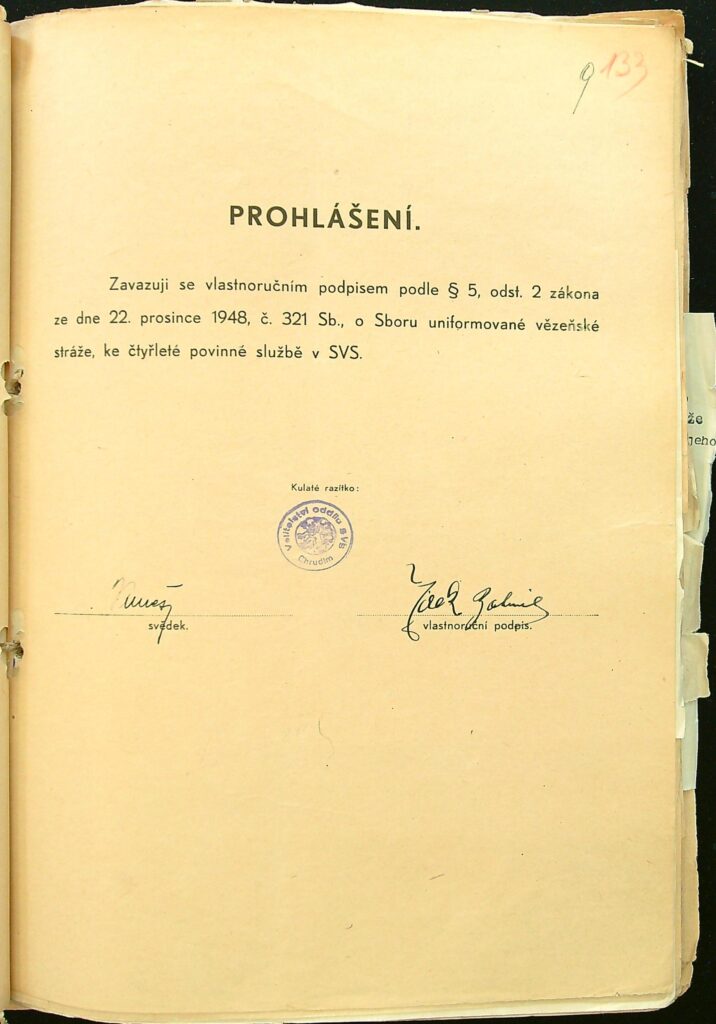 9 133
PROHLÁŠENÍ.
Zavazuji se vlastnoručním podpisem podle § 5, odst. 2 zákona
ze dne 22. prosince 1948, č. 321 Sb., o Sboru uniformované vězeňské
stráže, ke čtyřleté povinné službě v SVS.
Kulaté razítko:
Velitelství oddílu SVS
Chrudim
svědek.
vlastnoruční podpis.
že
jeho